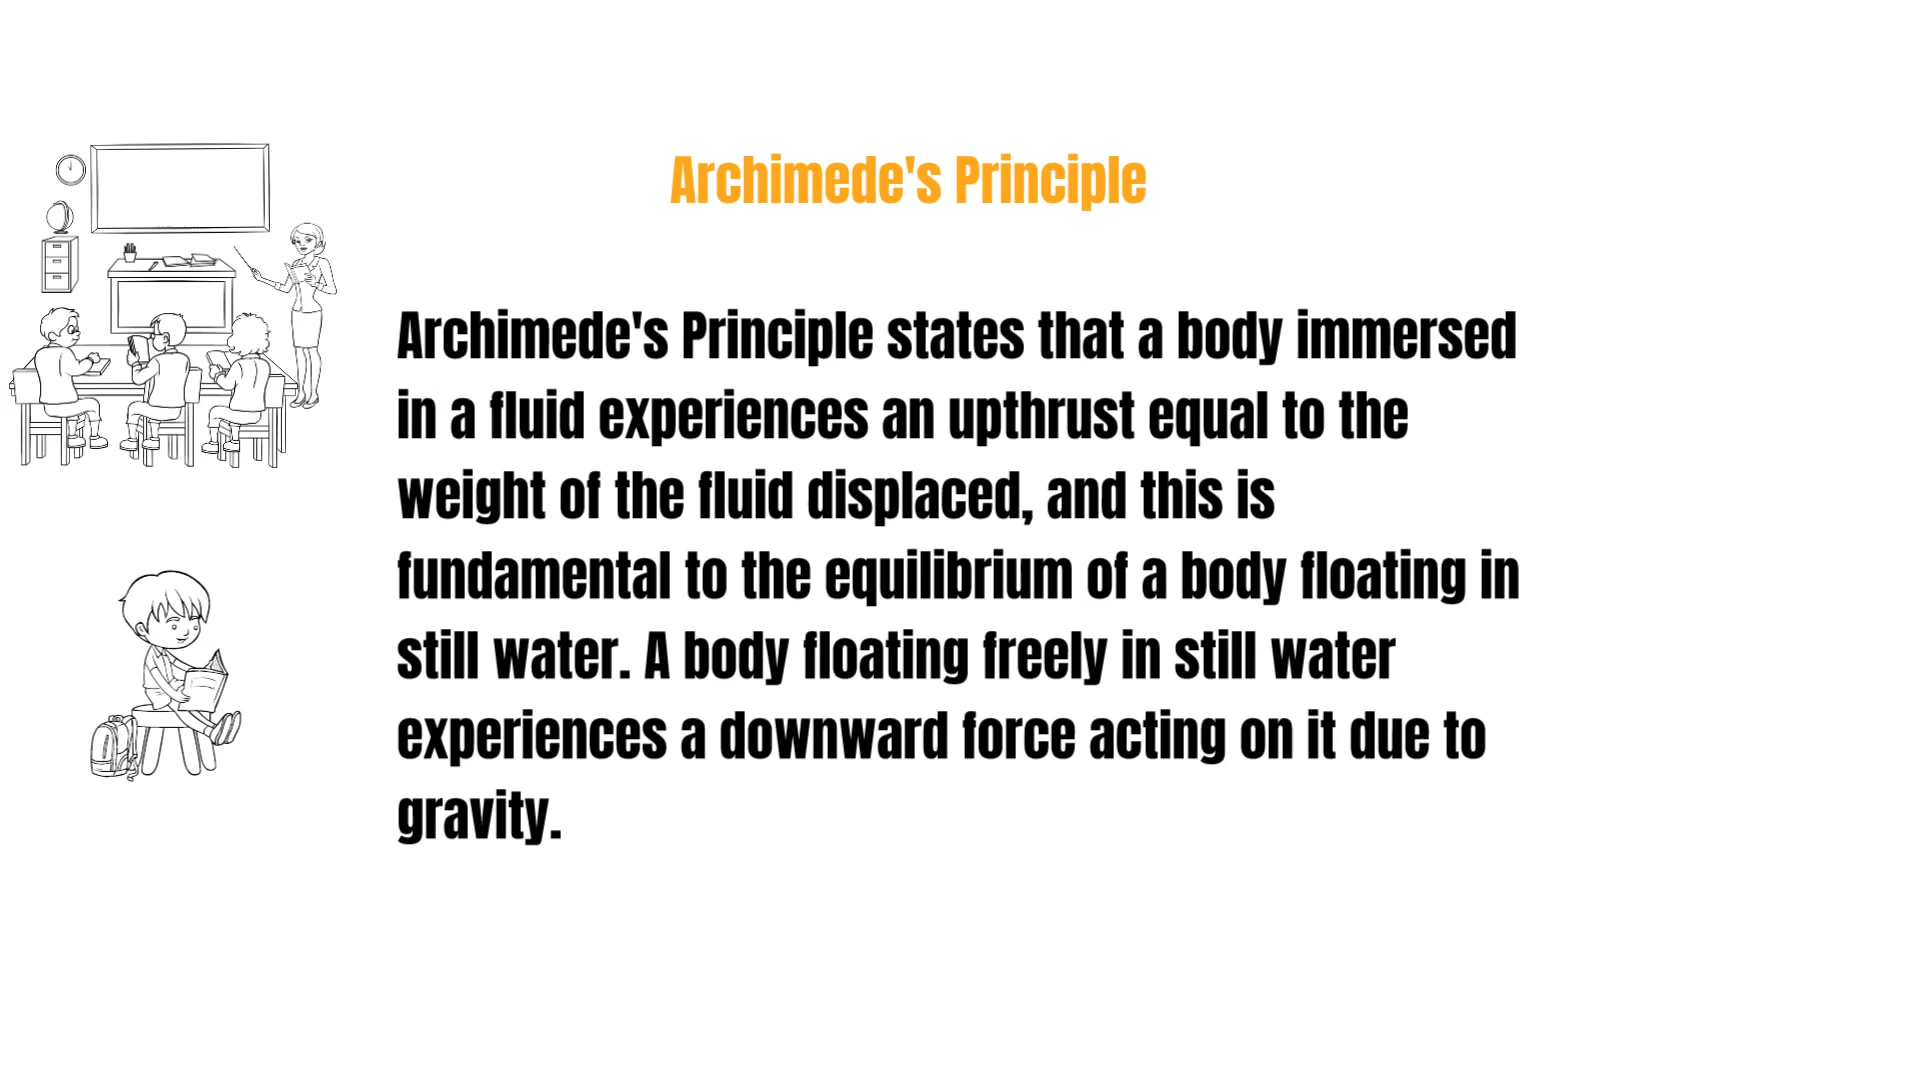 Archimede's Principle
Archimede's Principle states that a body immersed
in a fluid experiences an upthrust equal to the
weight of the fluid displaced, and this is
fundamental to the equilibrium of a body floating in
still water. A body floating freely in still water
experiences a downward force acting on it due to
gravity.